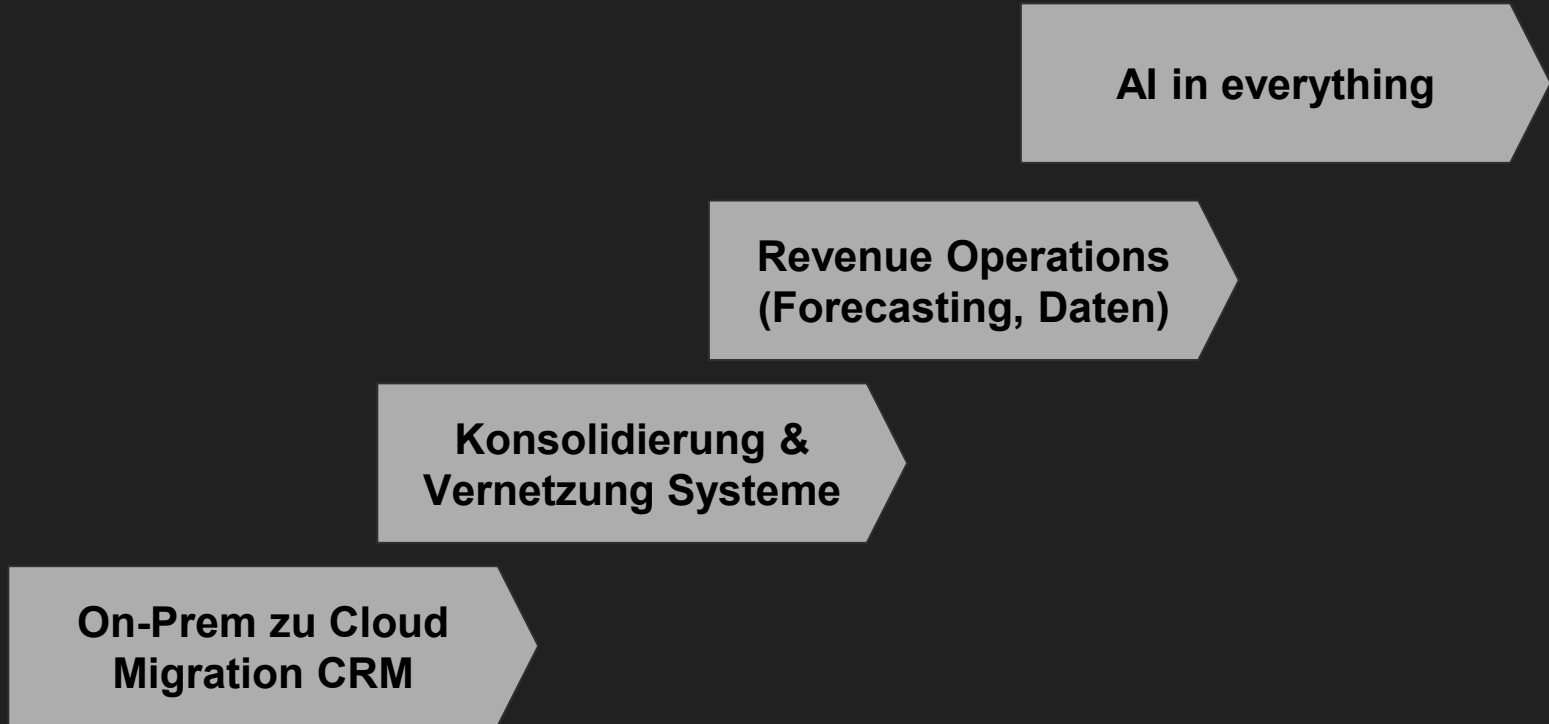 AI in everything
Revenue Operations
(Forecasting, Daten)
Konsolidierung &
Vernetzung Systeme
On-Prem zu Cloud
Migration CRM